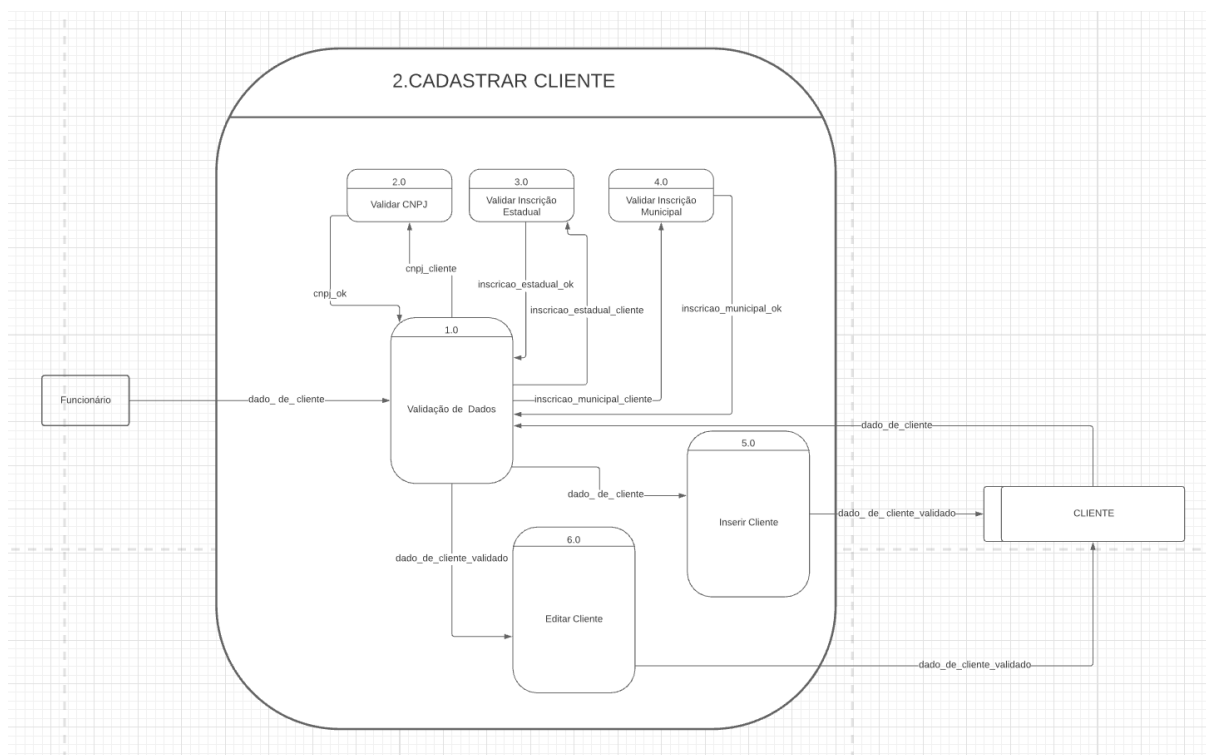 2.CADASTRAR CLIENTE
2.0
Validar CNPJ
3.0
Validar Inscrição
Estadual
4.0
Validar Inscrição
Municipal
cnpj_cliente
cnpj_ok
inscricao_estadual_ok
inscricao_estadual_cliente
inscricao_municipal_ok
1.0
Validação de Dados
Funcionário
dado_ de_ cliente
inscricao_municipal_cliente
dado_de_cliente
5.0
Inserir Cliente
dado_ de_ cliente
dado_ de_ cliente_validado
CLIENTE
dado_de_cliente_validado
6.0
Editar Cliente
dado_de_cliente_validado